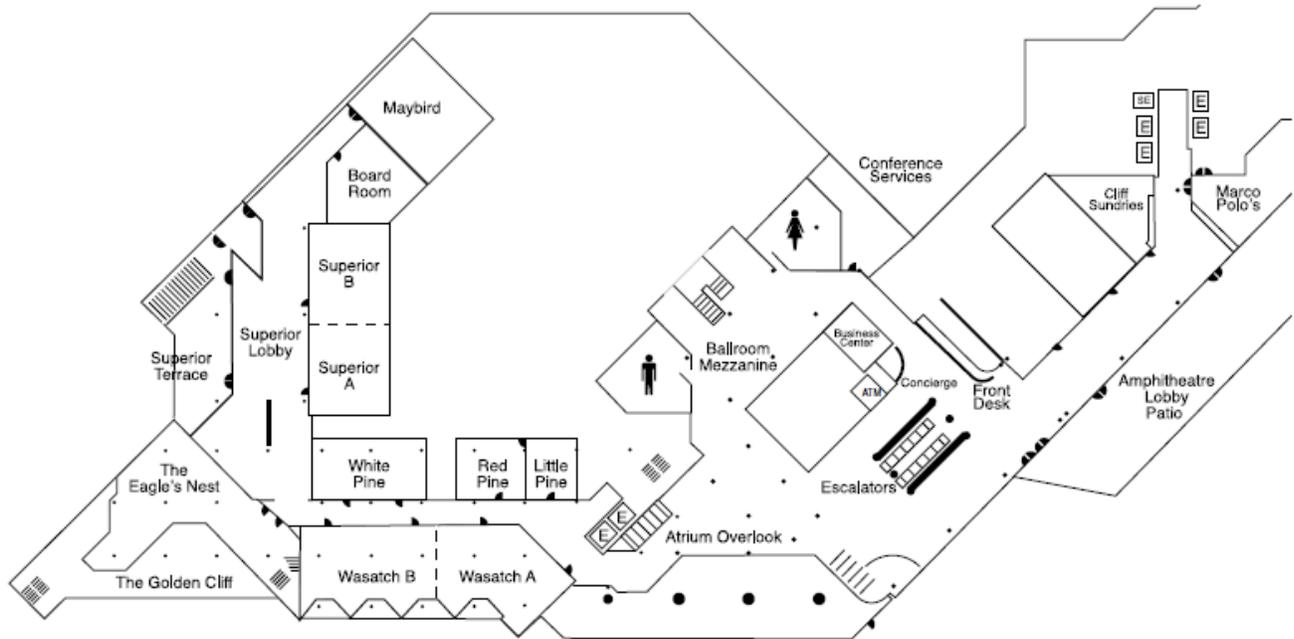 Maybird
Board
Room
Superior
B
Superior
A
Superior
Lobby
Superior
Terrace
The
Eagle's Nest
The Golden Cliff
White
Pine
Red
Pine
Little
Pine
Wasatch B
Wasatch A
E
E
Atrium Overlook
Ballroom
Mezzanine
Business
Center
ATM
Concierge
Front
Desk
Escalators
Conference
Services
SE
E
E
E
E
Cliff
Sundries
Marco
Polo's
Amphitheatre
Lobby
Patio